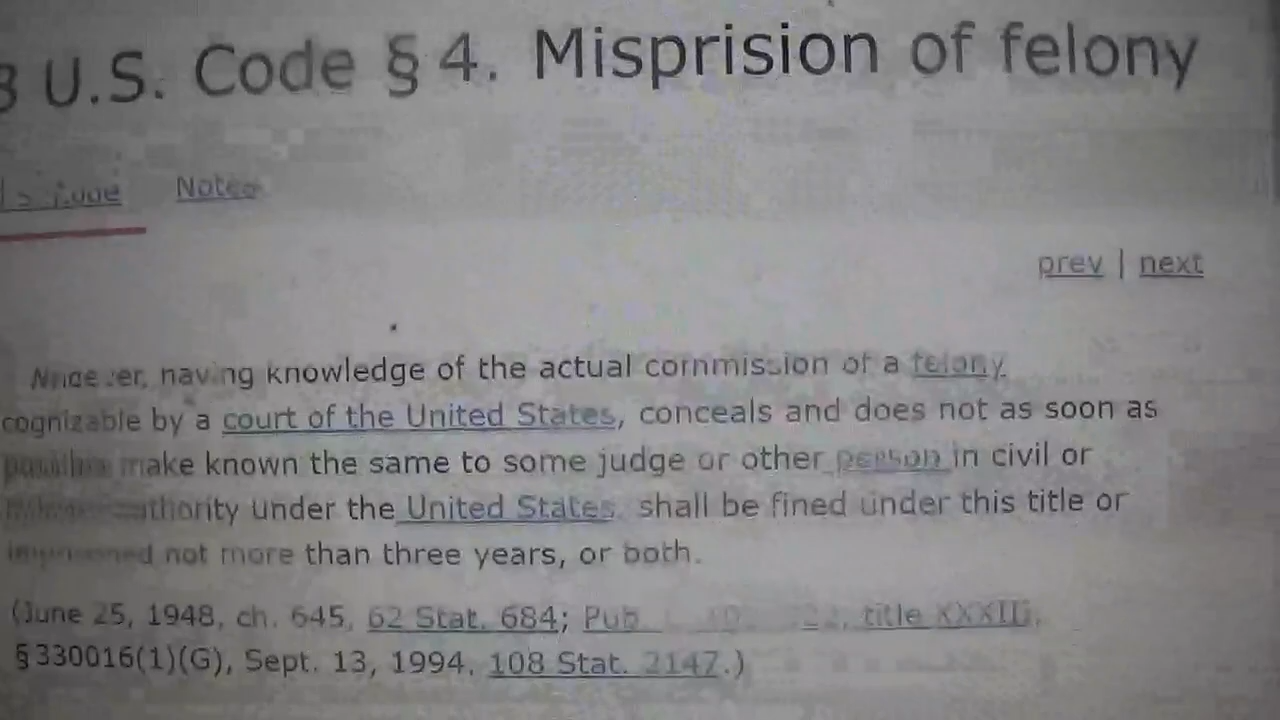 U.S. Code § 4. Misprision of felony
Notes
prev | next
having knowledge of the actual commission of a felony
cognizable by a court of the United States, conceals and does not as soon as
make known the same to some judge or other person in civil or
authority under the United States, shall be fined under this title or
not more than three years, or both.
(June 25, 1948, ch. 645, 62 Stat. 684; Pub. title XXXIII,
§ 330016(1)(G), Sept. 13, 1994, 108 Stat. 2147.)